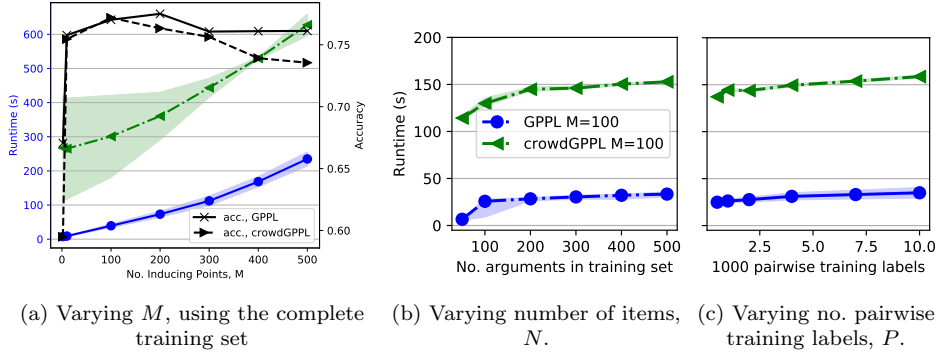 600
500
400
300
200
100
0
Runtime (s)
0.75
0.70
0.65
0.60
Accuracy
acc., GPPL
acc., crowdGPPL
0 100 200 300 400 500
No. Inducing Points, M
(a) Varying M, using the complete
training set
200
150
100
50
0
Runtime (s)
GPPL M=100
crowdGPPL M=100
100 200 300 400 500
No. arguments in training set
(b) Varying number of items,
N.
2.5 5.0 7.5 10.0
1000 pairwise training labels
(c) Varying no. pairwise
training labels, P.